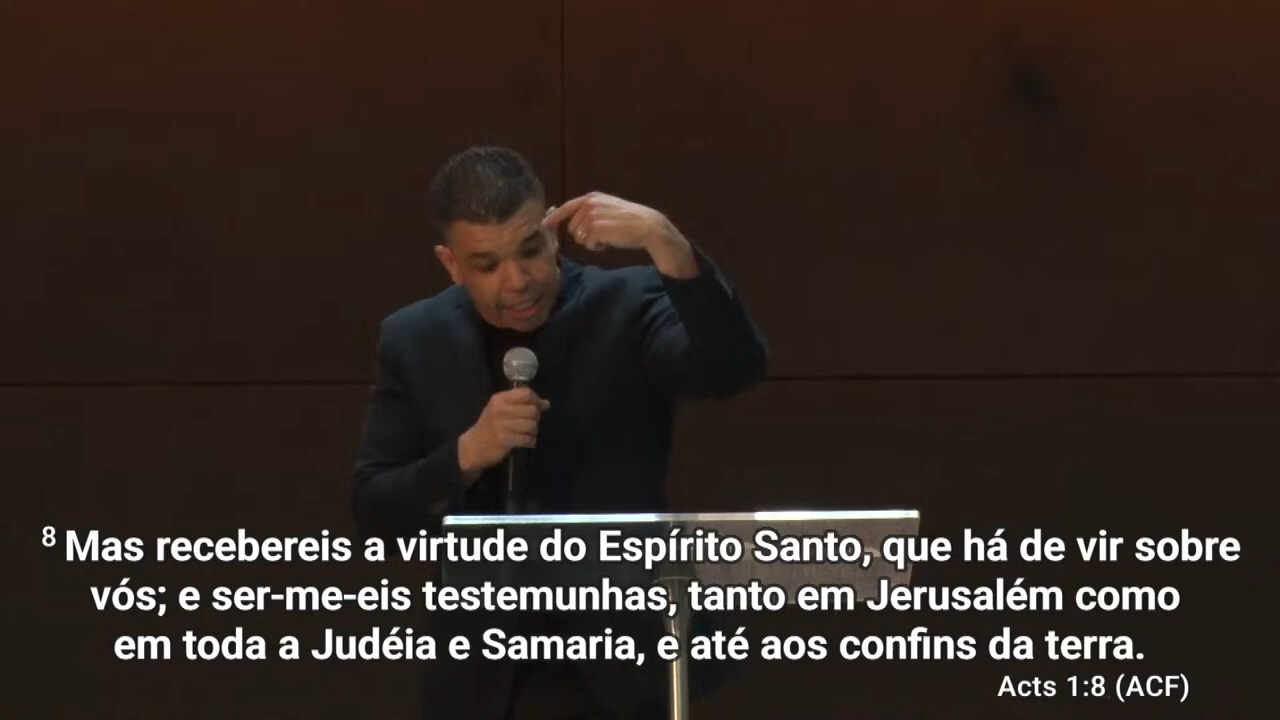 8 Mas recebereis a virtude do Espírito Santo, que há de vir sobre
vós; e ser-me-eis testemunhas, tanto em Jerusalém como
em toda a Judéia e Samaria, e até aos confins da terra.
Acts 1:8 (ACF)